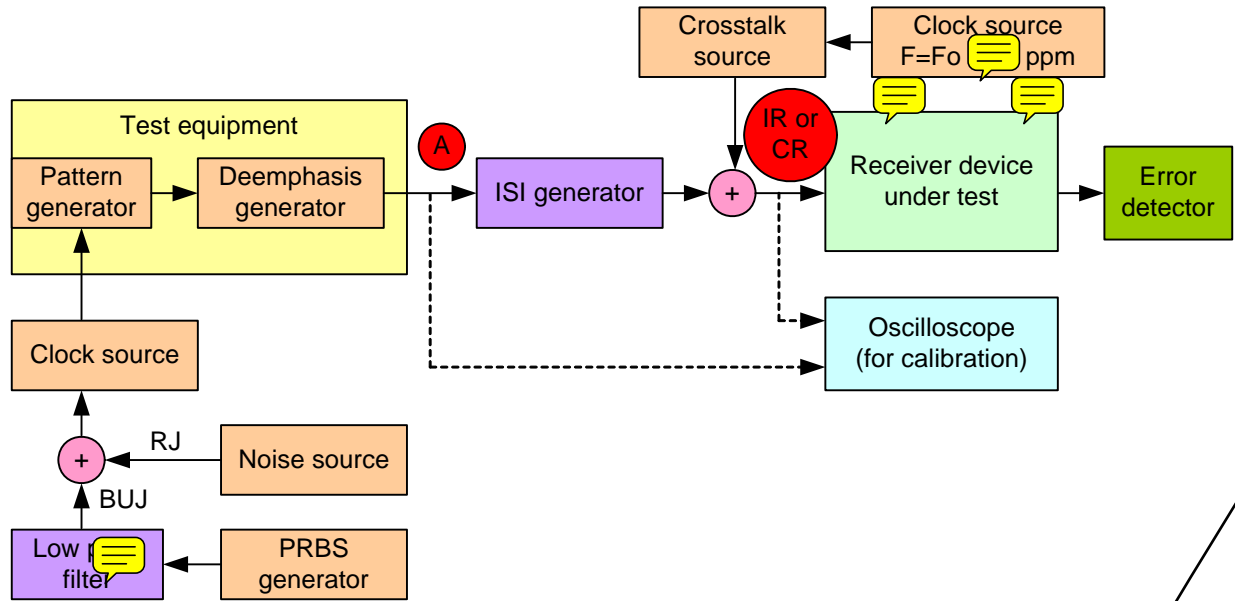 Crosstalk
source
Clock source
F=Fo ppm
Test equipment
Pattern
generator
Deemphasis
generator
A
ISI generator
+
IR or
CR
Receiver device
under test
Error
detector
Clock source
Oscilloscope
(for calibration)
RJ
+
Noise source
BUJ
Low
filter
PRBS
generator